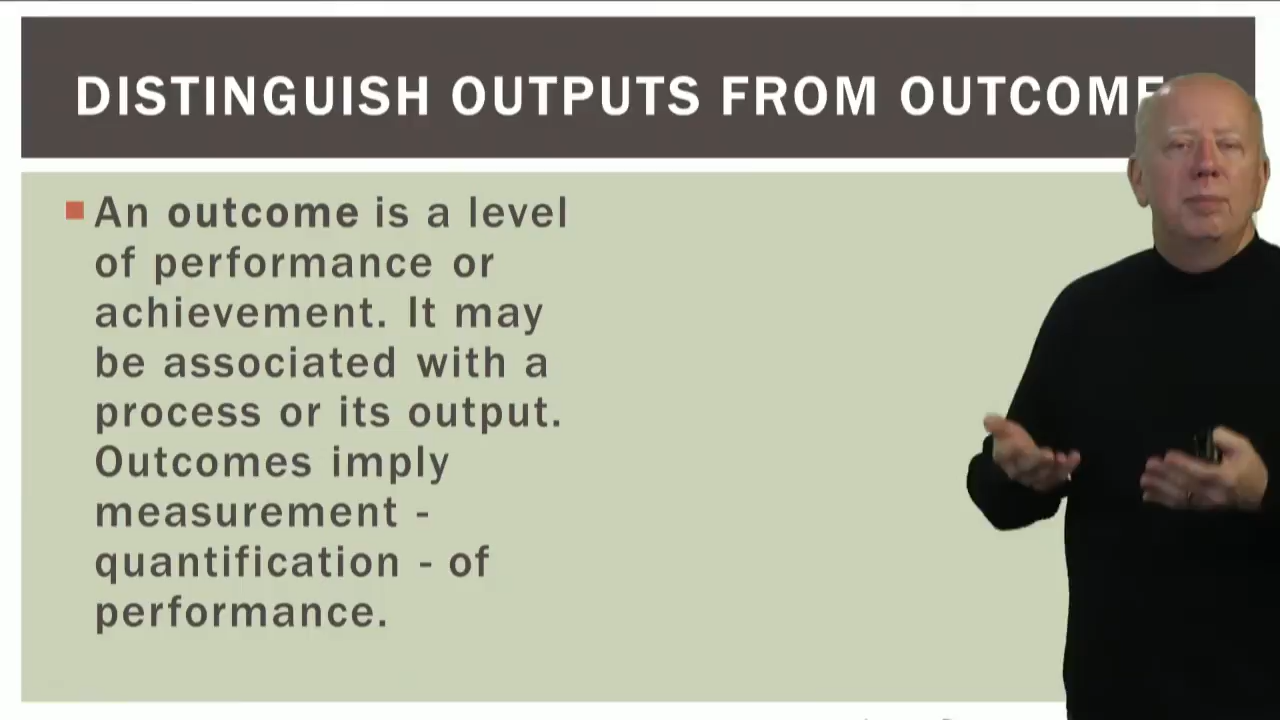 DISTINGUISH OUTPUTS FROM OUTCOME
An outcome is a level
of performance or
achievement. It may
be associated with a
process or its output.
Outcomes imply
measurement -
quantification - of
performance.